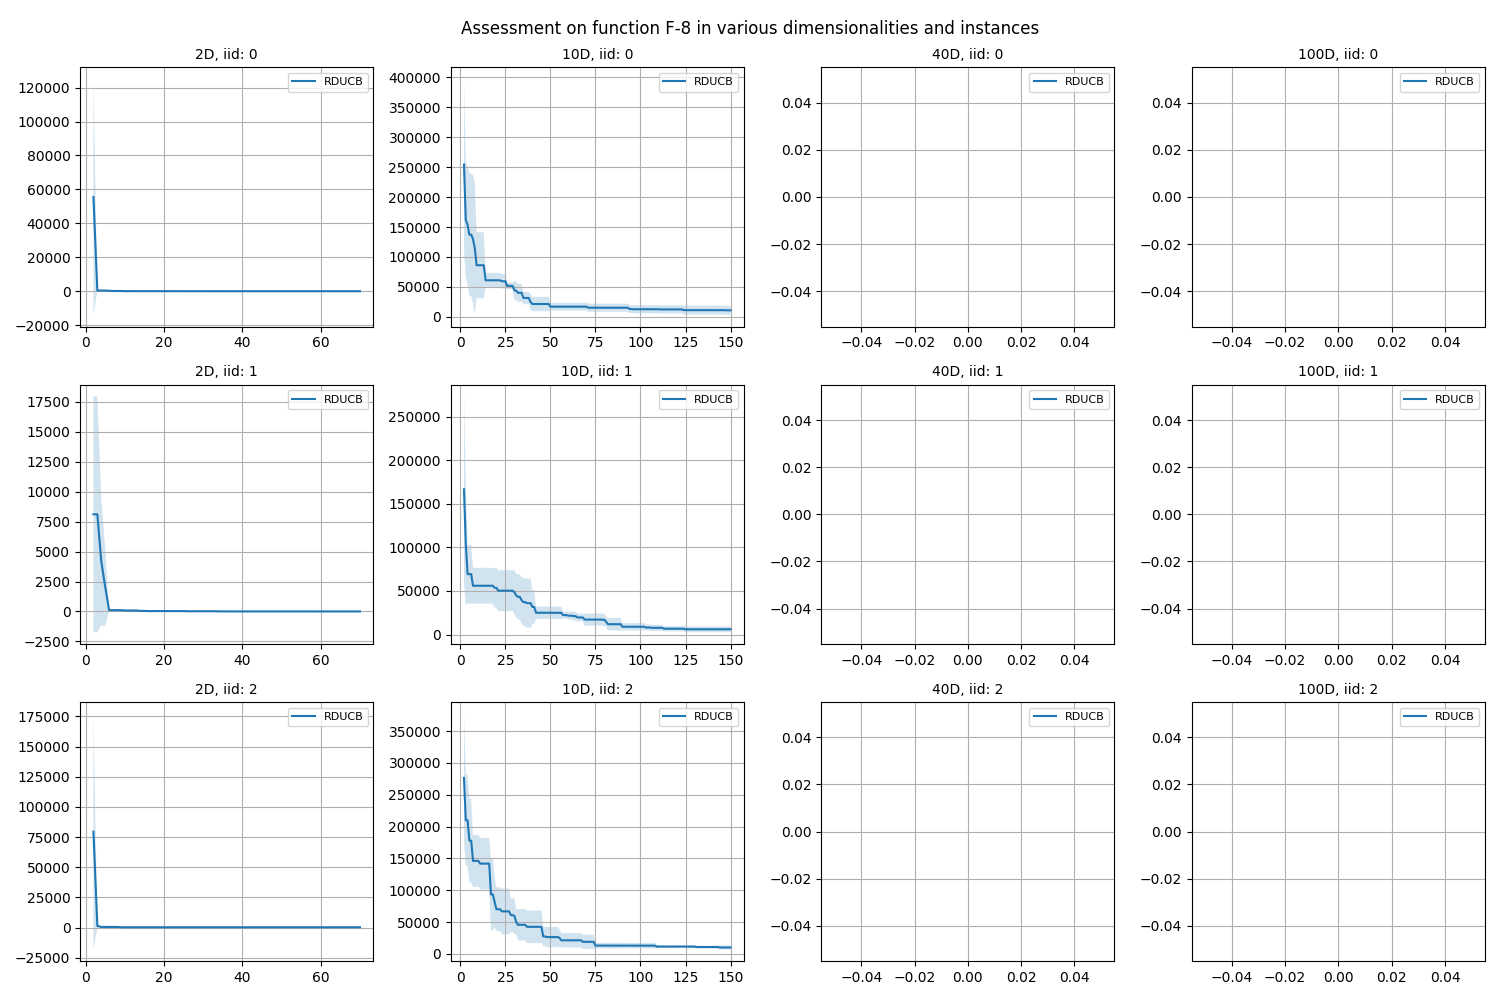 Assessment on function F-8 in various dimensionalities and instances
2D, iid: 0
120000
100000
80000
60000
40000
20000
0
−20000
0 20 40 60
RDUCB
10D, iid: 0
400000
350000
300000
250000
200000
150000
100000
50000
0
0 25 50 75 100 125 150
RDUCB
40D, iid: 0
0.04
0.02
0.00
−0.02
−0.04
−0.04 −0.02 0.00 0.02 0.04
RDUCB
100D, iid: 0
0.04
0.02
0.00
−0.02
−0.04
−0.04 −0.02 0.00 0.02 0.04
RDUCB
2D, iid: 1
17500
15000
12500
10000
7500
5000
2500
0
−2500
0 20 40 60
RDUCB
10D, iid: 1
250000
200000
150000
100000
50000
0
0 25 50 75 100 125 150
RDUCB
40D, iid: 1
0.04
0.02
0.00
−0.02
−0.04
−0.04 −0.02 0.00 0.02 0.04
RDUCB
100D, iid: 1
0.04
0.02
0.00
−0.02
−0.04
−0.04 −0.02 0.00 0.02 0.04
RDUCB
2D, iid: 2
175000
150000
125000
100000
75000
50000
25000
0
−25000
0 20 40 60
RDUCB
10D, iid: 2
350000
300000
250000
200000
150000
100000
50000
0
0 25 50 75 100 125 150
RDUCB
40D, iid: 2
0.04
0.02
0.00
−0.02
−0.04
−0.04 −0.02 0.00 0.02 0.04
RDUCB
100D, iid: 2
0.04
0.02
0.00
−0.02
−0.04
−0.04 −0.02 0.00 0.02 0.04
RDUCB